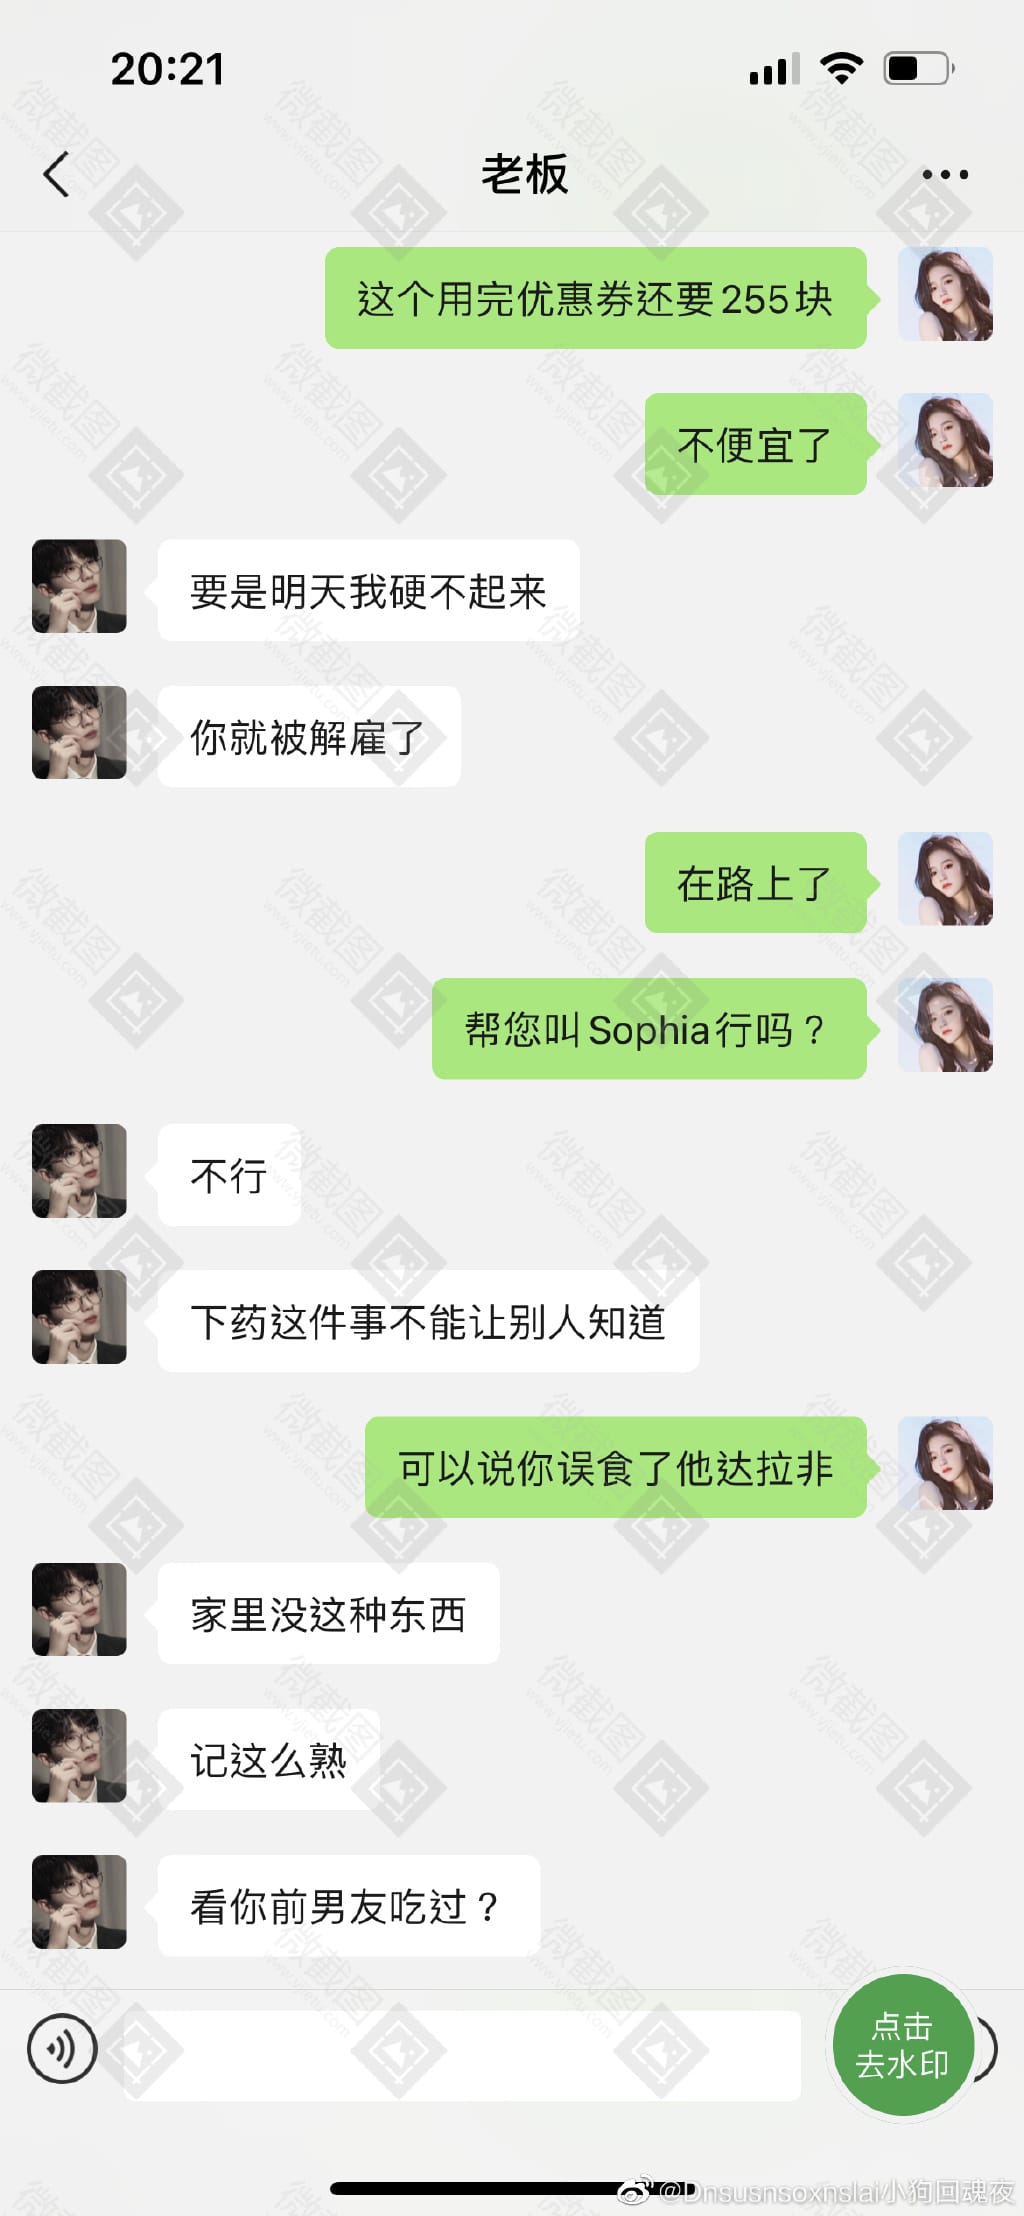 20:21
老板
这个用完优惠券还要255块
不便宜了
要是明天我硬不起来
你就被解雇了
在路上了
帮您叫Sophia行吗？
不行
下药这件事不能让别人知道
可以说你误食了他达拉非
家里没这种东西
记这么熟
看你前男友吃过？
点击
去水印
@Dnsusnsoxnslai小狗回魂夜
微截图